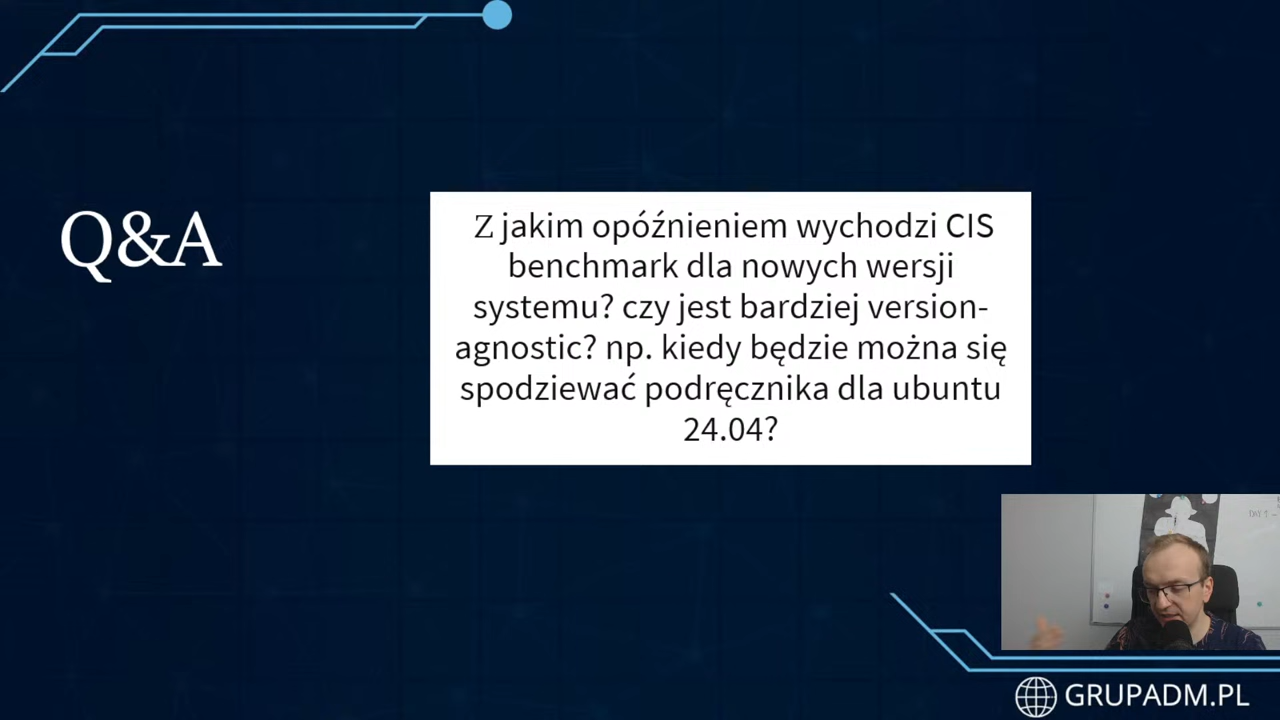 Q&A
Z jakim opóźnieniem wychodzi CIS
benchmark dla nowych wersji
systemu? czy jest bardziej version-
agnostic? np. kiedy będzie można się
spodziewać podręcznika dla ubuntu
24.04?
GRUPADM.PL